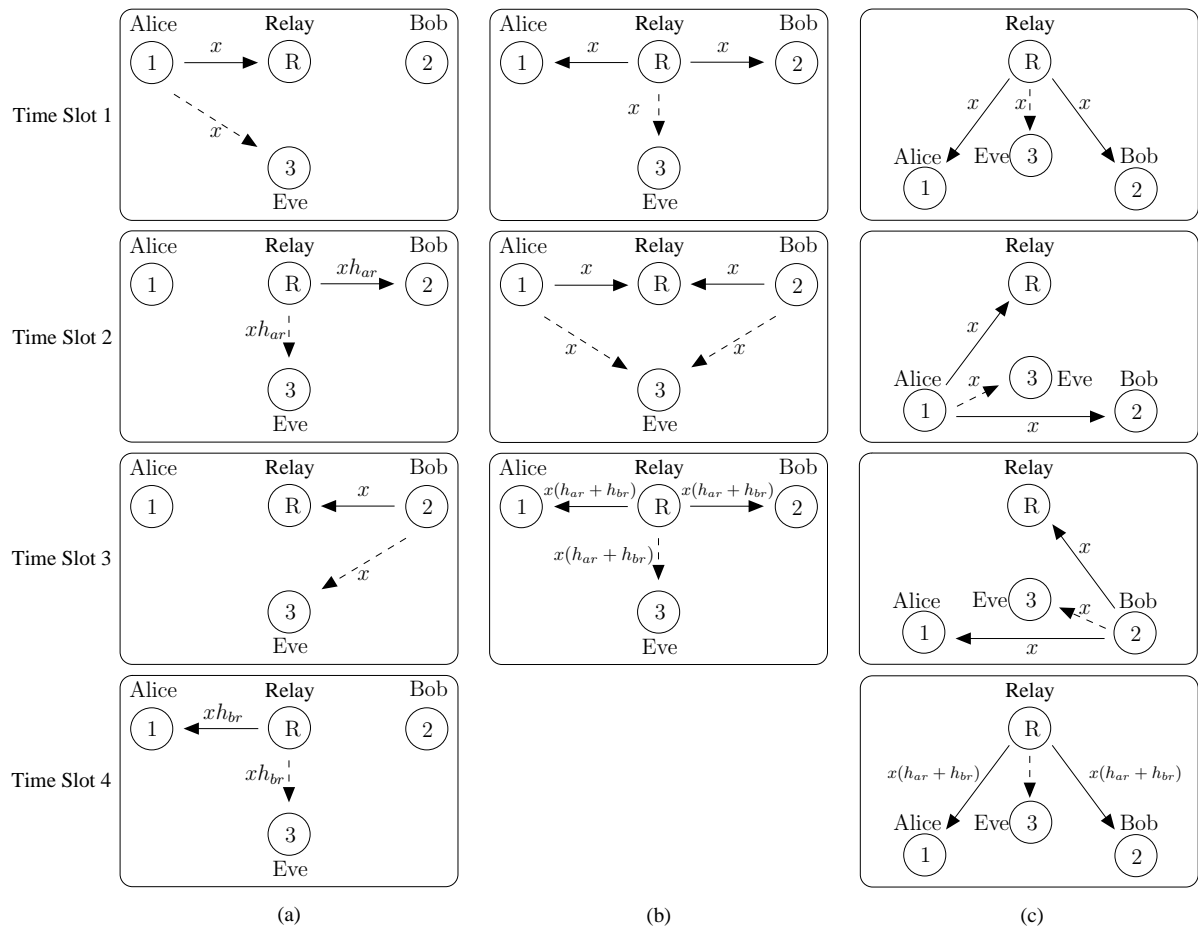 Alice Relay Bob
x
1 R 2
x
3
Eve
Relay
Alice Bob
x x
1 R 2
x
3
Eve
Relay
R
x x x
Alice Eve 3 Bob
1 2
Time Slot 1
Alice Relay Bob
xh_{ar}
1 R 2
xh_{ar}
3
Eve
Alice Relay Bob
x x
1 R 2
x x
3
Eve
Relay
R
x
Alice x 3 Eve Bob
1 2
x
Time Slot 2
Alice Relay Bob
x
1 R 2
x
3
Eve
Alice Relay Bob
x(h_{ar} + h_{br}) x(h_{ar} + h_{br})
1 R 2
x(h_{ar} + h_{br})
3
Eve
Relay
R
x
Alice Eve 3 x Bob
1 2
x
Time Slot 3
Alice Relay Bob
xh_{br}
1 R 2
xh_{br}
3
Eve
Relay
R
x(h_{ar} + h_{br}) x(h_{ar} + h_{br})
Alice Eve 3 Bob
1 2
Time Slot 4
(a) (b) (c)